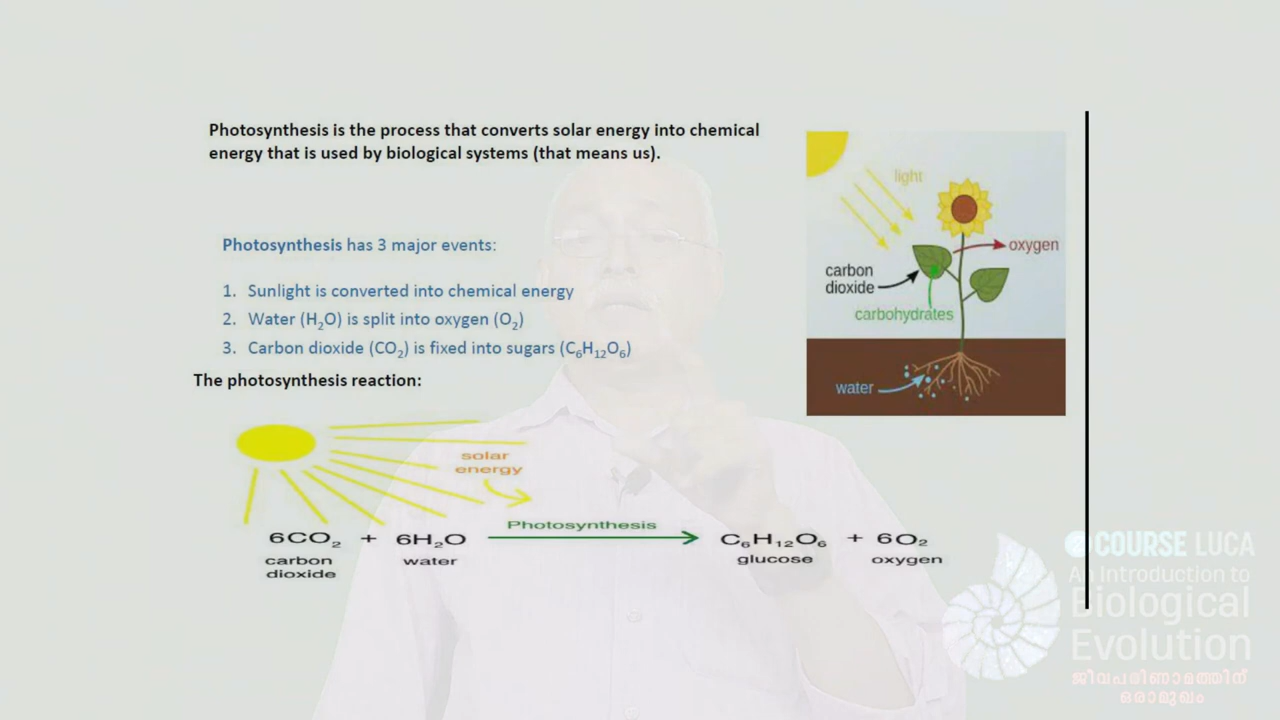 Photosynthesis is the process that converts solar energy into chemical
energy that is used by biological systems (that means us).
Photosynthesis has 3 major events:
1. Sunlight is converted into chemical energy
2. Water (H₂O) is split into oxygen (O₂)
3. Carbon dioxide (CO₂) is fixed into sugars (C₆H₁₂O₆)
light
oxygen
carbon
dioxide
carbohydrates
water
The photosynthesis reaction:
solar
energy
6CO₂ + 6H₂O Photosynthesis C₆H₁₂O₆ + 6O₂
carbon
dioxide
water
glucose
oxygen
COURSE LUCA
An Introduction to
Biological
Evolution
ജീവപരിണാമത്തിന്
ഒരാമുഖം